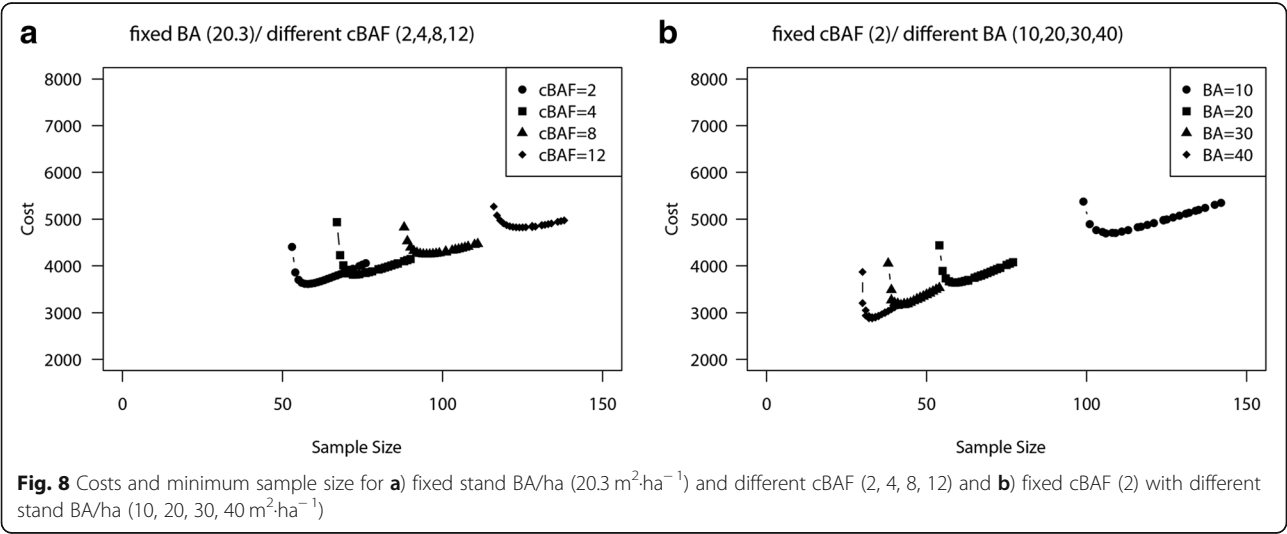 a
fixed BA (20.3)/ different cBAF (2,4,8,12)
Cost
8000
7000
6000
5000
4000
3000
2000
0
50
100
150
Sample Size
cBAF=2
cBAF=4
cBAF=8
cBAF=12
b
fixed cBAF (2)/ different BA (10,20,30,40)
Cost
8000
7000
6000
5000
4000
3000
2000
0
50
100
150
Sample Size
BA=10
BA=20
BA=30
BA=40
Fig. 8 Costs and minimum sample size for a) fixed stand BA/ha (20.3 m²·ha⁻¹) and different cBAF (2, 4, 8, 12) and b) fixed cBAF (2) with different
stand BA/ha (10, 20, 30, 40 m²·ha⁻¹)